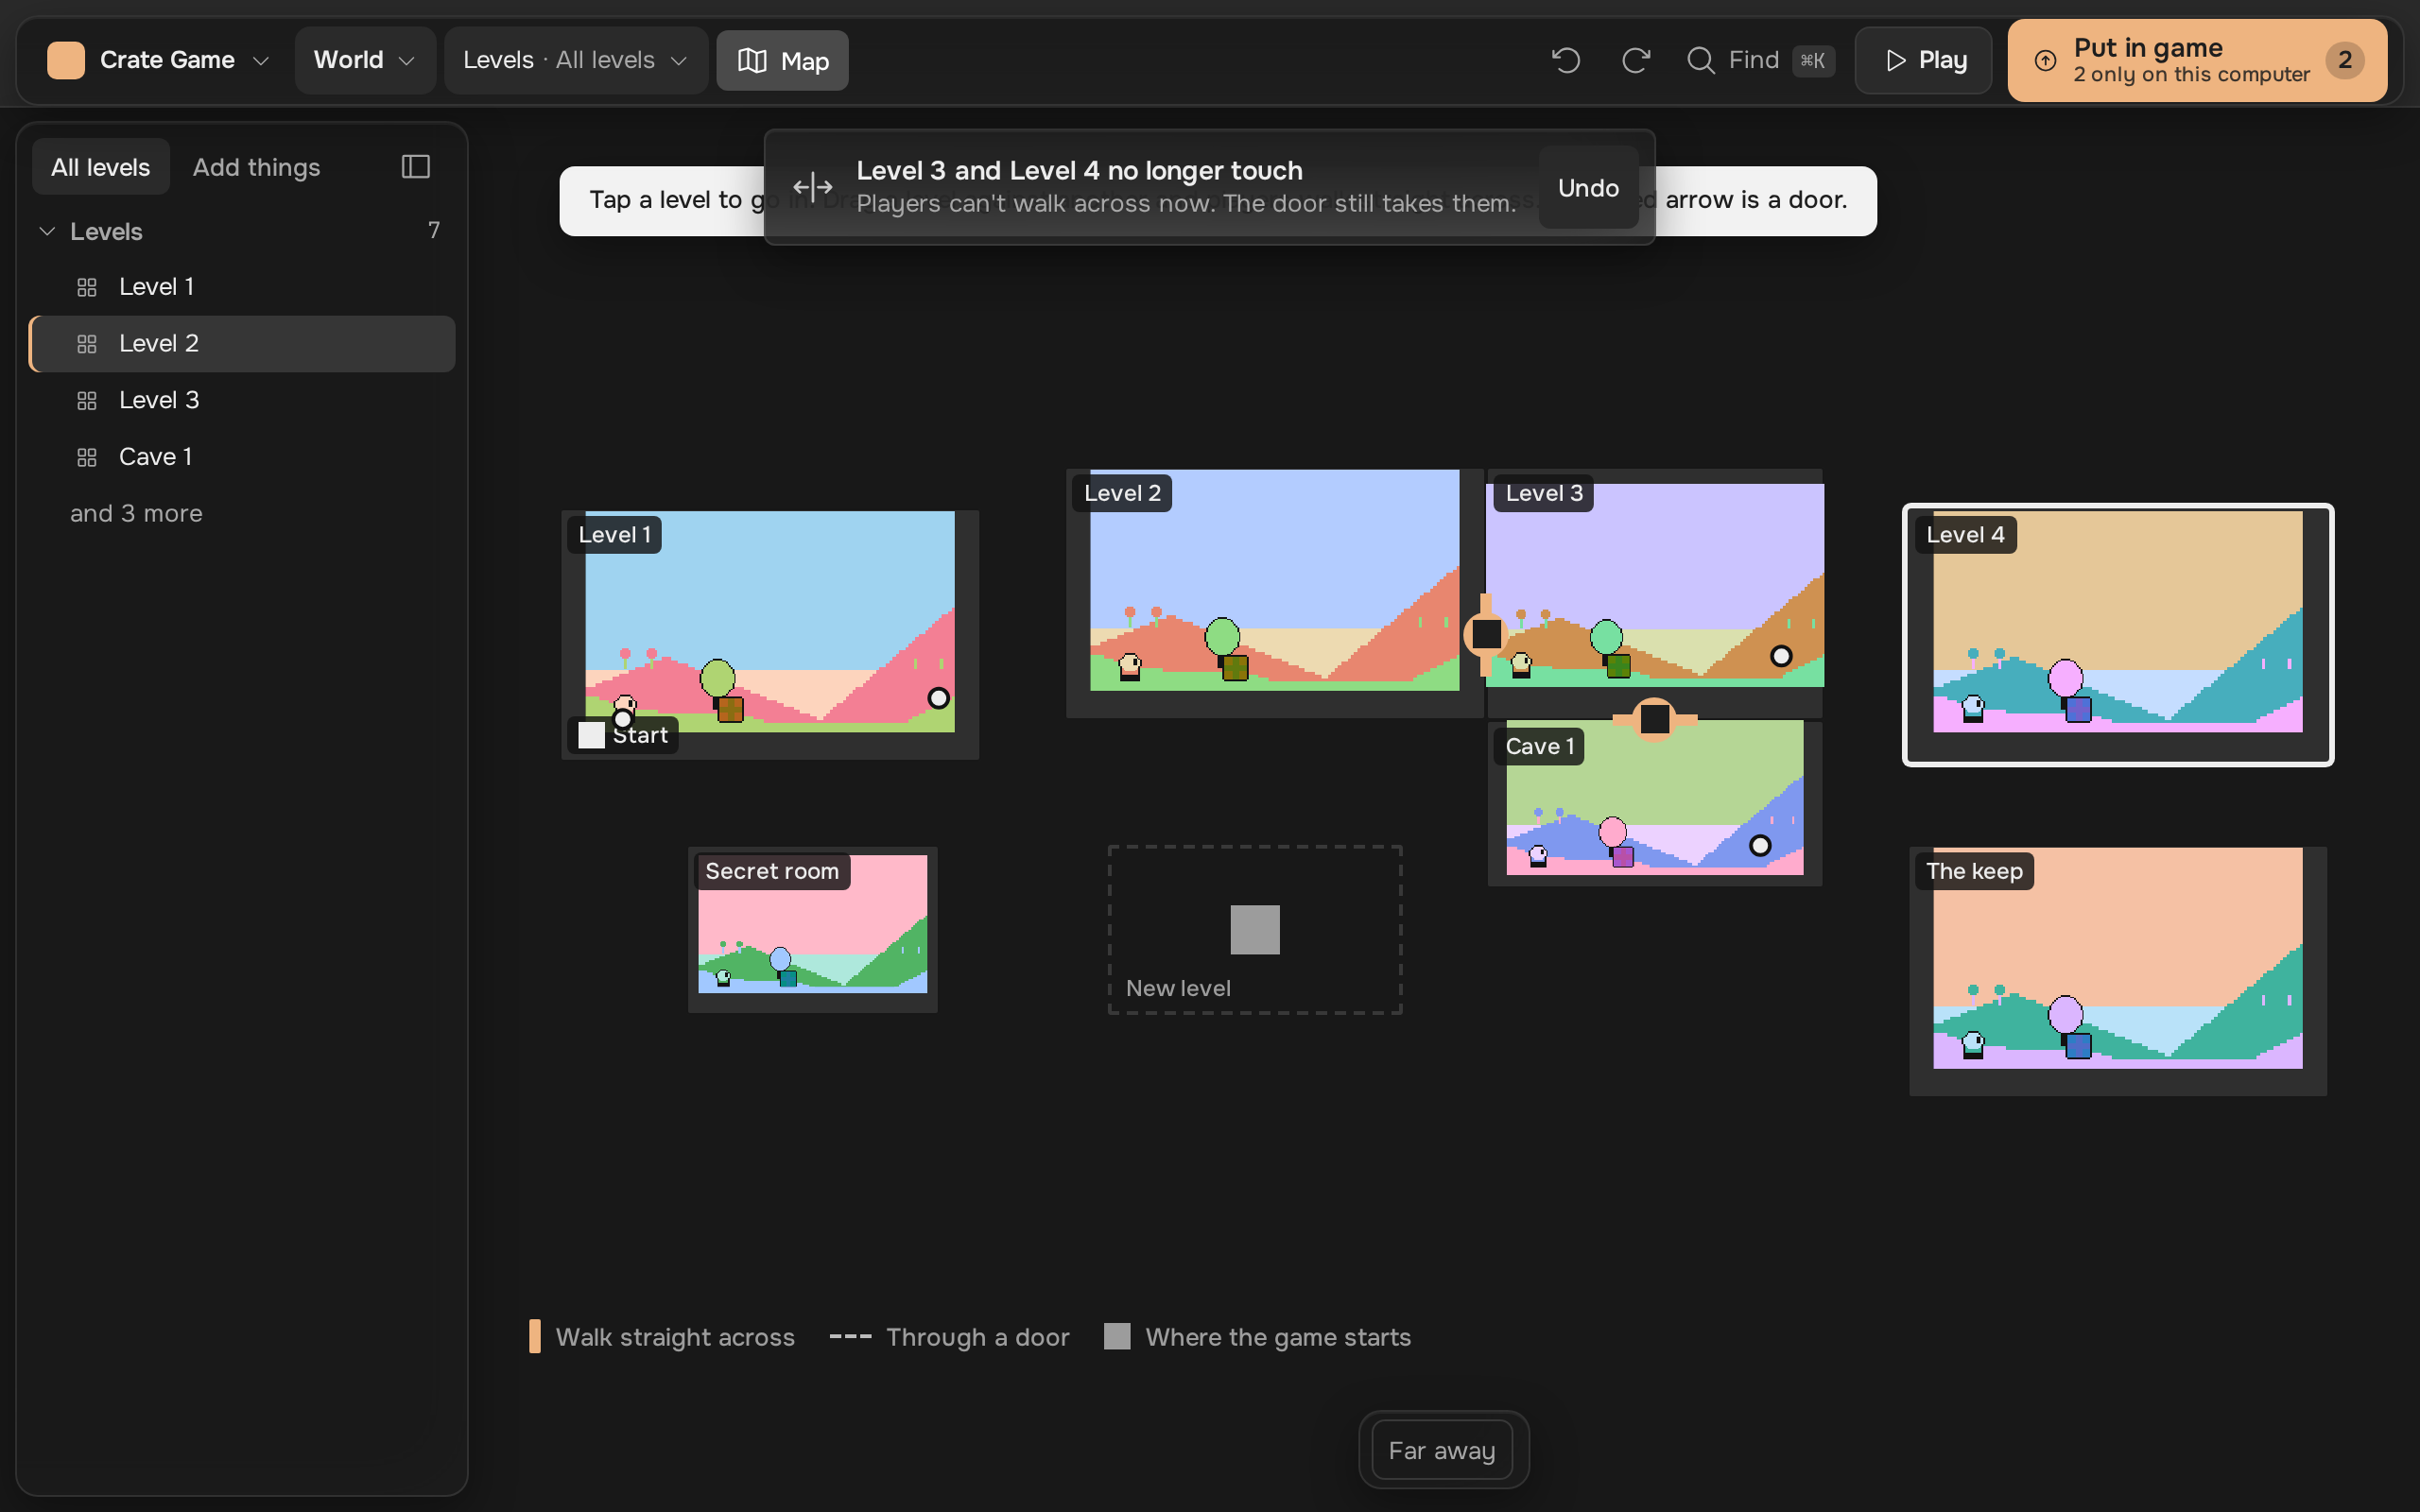 Crate Game
World
Levels · All levels
Map
Find ⌘K
Play
Put in game
2 only on this computer
2
All levels
Add things
Levels 7
Level 1
Level 2
Level 3
Cave 1
and 3 more
Level 3 and Level 4 no longer touch
Players can't walk across now. The door still takes them.
Undo
Tap a level to go in.
arrow is a door.
Level 1
Start
Level 2
Level 3
Level 4
Cave 1
Secret room
New level
The keep
Walk straight across
Through a door
Where the game starts
Far away